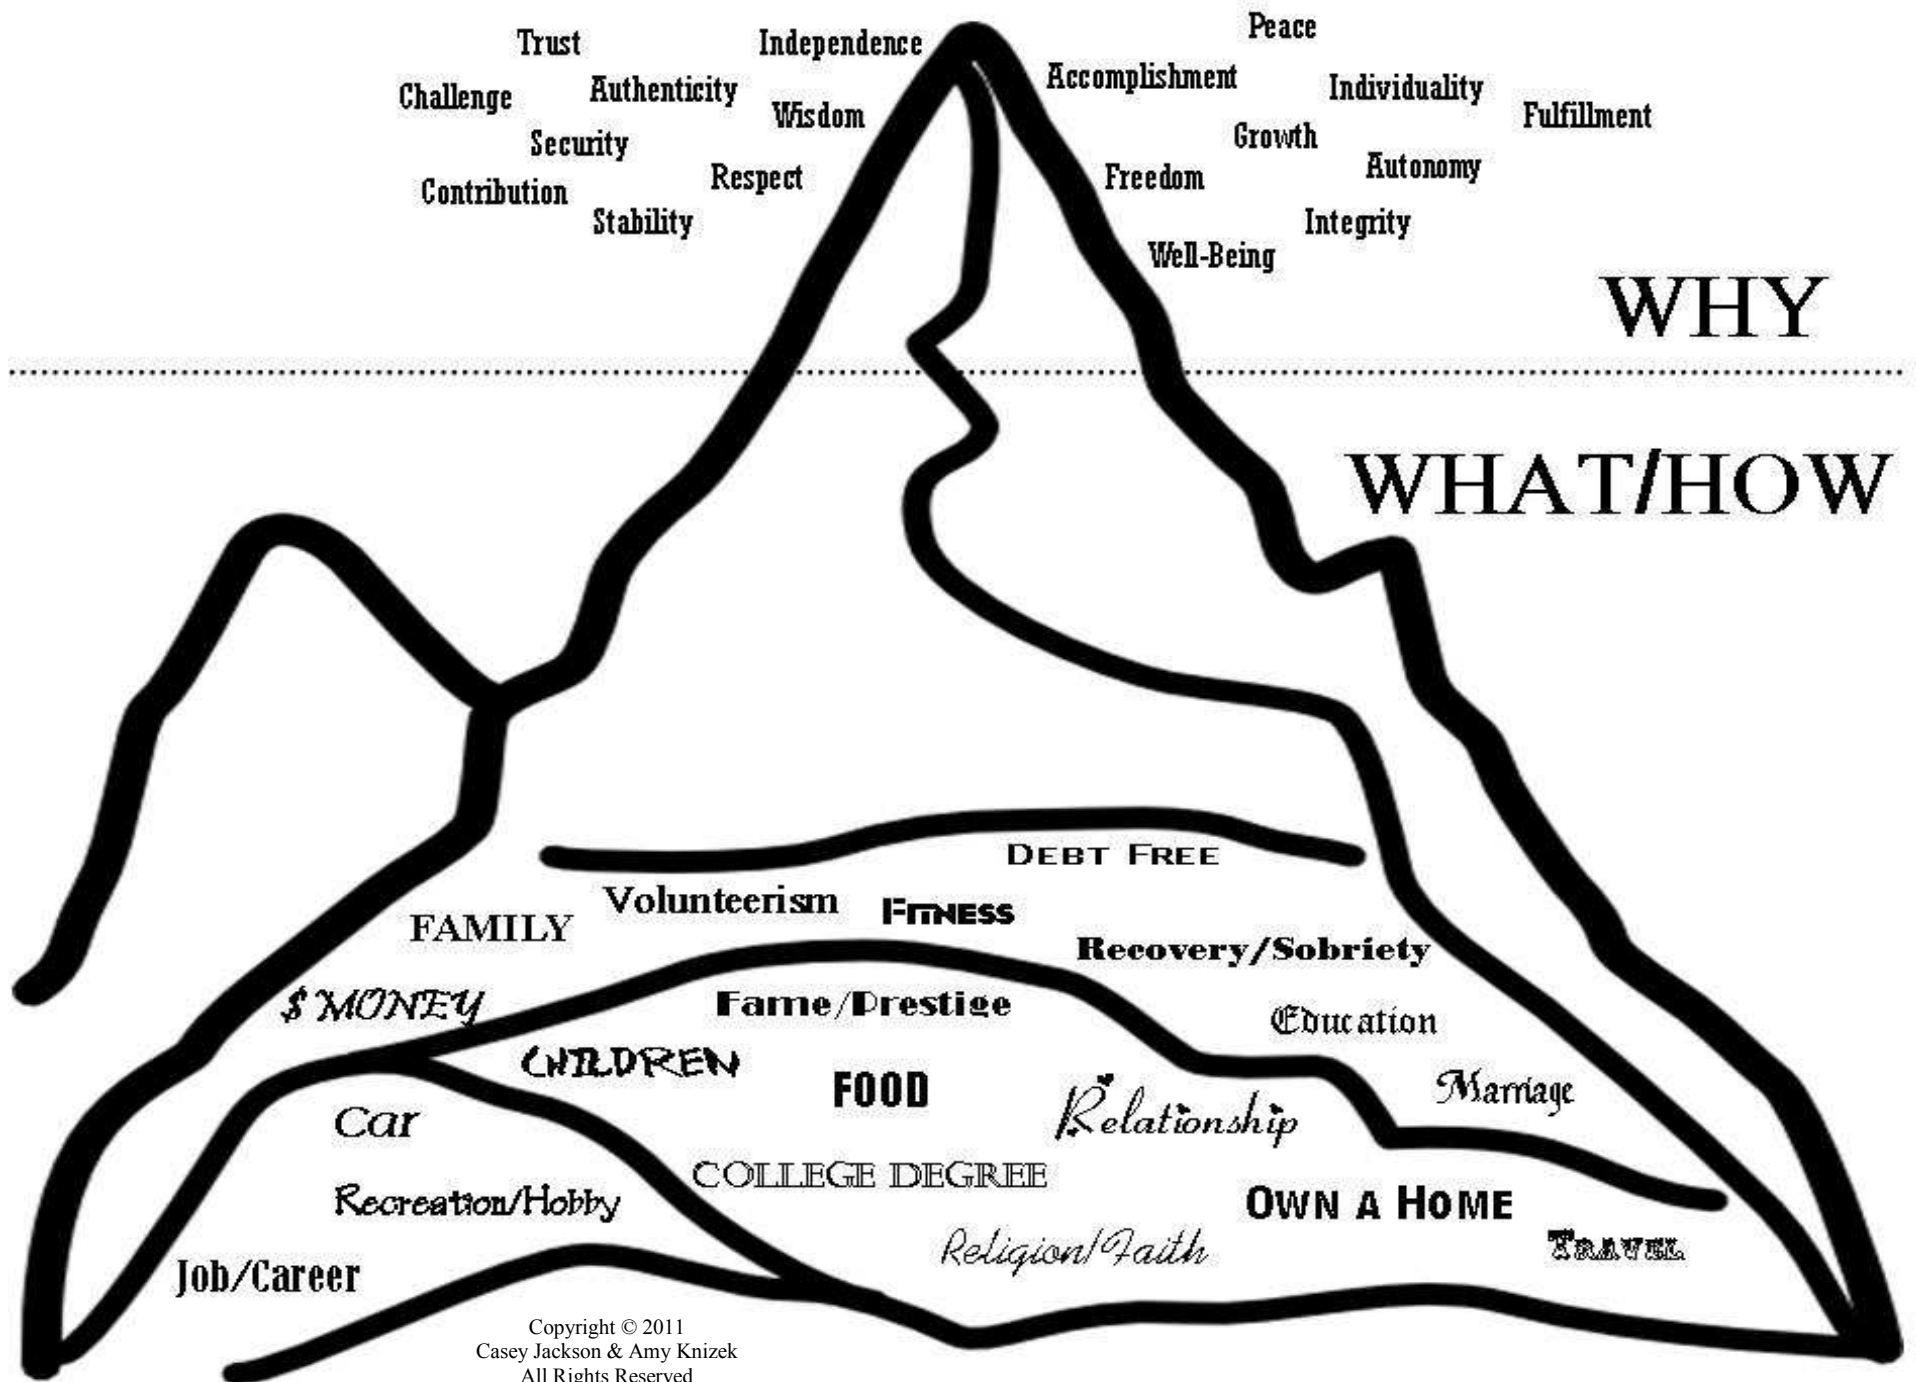 Trust
Independence
Challenge
Authenticity
Wisdom
Security
Contribution
Respect
Stability
Peace
Accomplishment
Individuality
Fulfillment
Growth
Autonomy
Freedom
Integrity
Well-Being
WHY
WHAT/HOW
DEBT FREE
Volunteerism
FITNESS
FAMILY
Recovery/Sobriety
$ MONEY
Fame/Prestige
Education
CHILDREN
FOOD
Marriage
Car
Relationship
COLLEGE DEGREE
Recreation/Hobby
OWN A HOME
Religion/Faith
TRAVEL
Job/Career
Copyright © 2011
Casey Jackson & Amy Knizek
All Rights Reserved